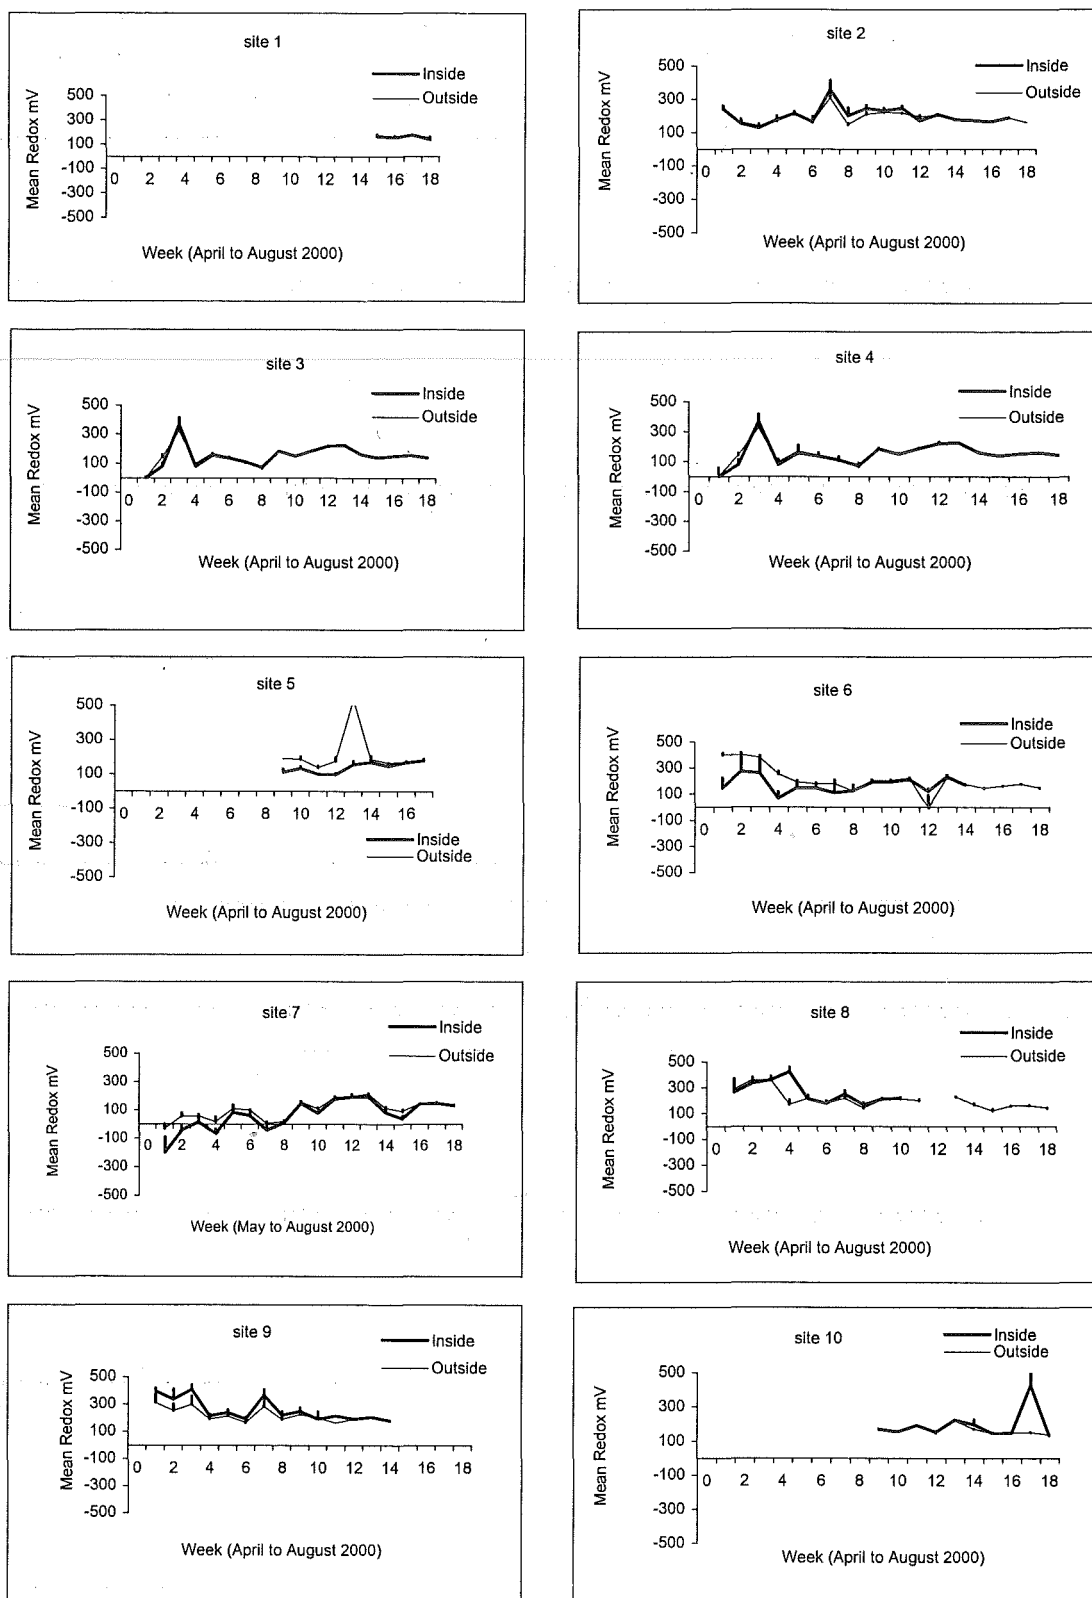 site 1
Inside
Outside
Mean Redox mV
500
300
100
-100
-300
-500
0 2 4 6 8 10 12 14 16 18
Week (April to August 2000)
site 2
Inside
Outside
Mean Redox mV
500
300
100
-100
-300
-500
0 2 4 6 8 10 12 14 16 18
Week (April to August 2000)
site 3
Inside
Outside
Mean Redox mV
500
300
100
-100
-300
-500
0 2 4 6 8 10 12 14 16 18
Week (April to August 2000)
site 4
Inside
Outside
Mean Redox mV
500
300
100
-100
-300
-500
0 2 4 6 8 10 12 14 16 18
Week (April to August 2000)
site 5
Mean Redox mV
500
300
100
-100
-300
-500
0 2 4 6 8 10 12 14 16
Inside
Outside
Week (April to August 2000)
site 6
Inside
Outside
Mean Redox mV
500
300
100
-100
-300
-500
0 2 4 6 8 10 12 14 16 18
Week (April to August 2000)
site 7
Inside
Outside
Mean Redox mV
500
300
100
-100
-300
-500
0 2 4 6 8 10 12 14 16 18
Week (May to August 2000)
site 8
Inside
Outside
Mean Redox mV
500
300
100
-100
-300
-500
0 2 4 6 8 10 12 14 16 18
Week (April to August 2000)
site 9
Inside
Outside
Mean Redox mV
500
300
100
-100
-300
-500
0 2 4 6 8 10 12 14 16 18
Week (April to August 2000)
site 10
Inside
Outside
Mean Redox mV
500
300
100
-100
-300
-500
0 2 4 6 8 10 12 14 16 18
Week (April to August 2000)